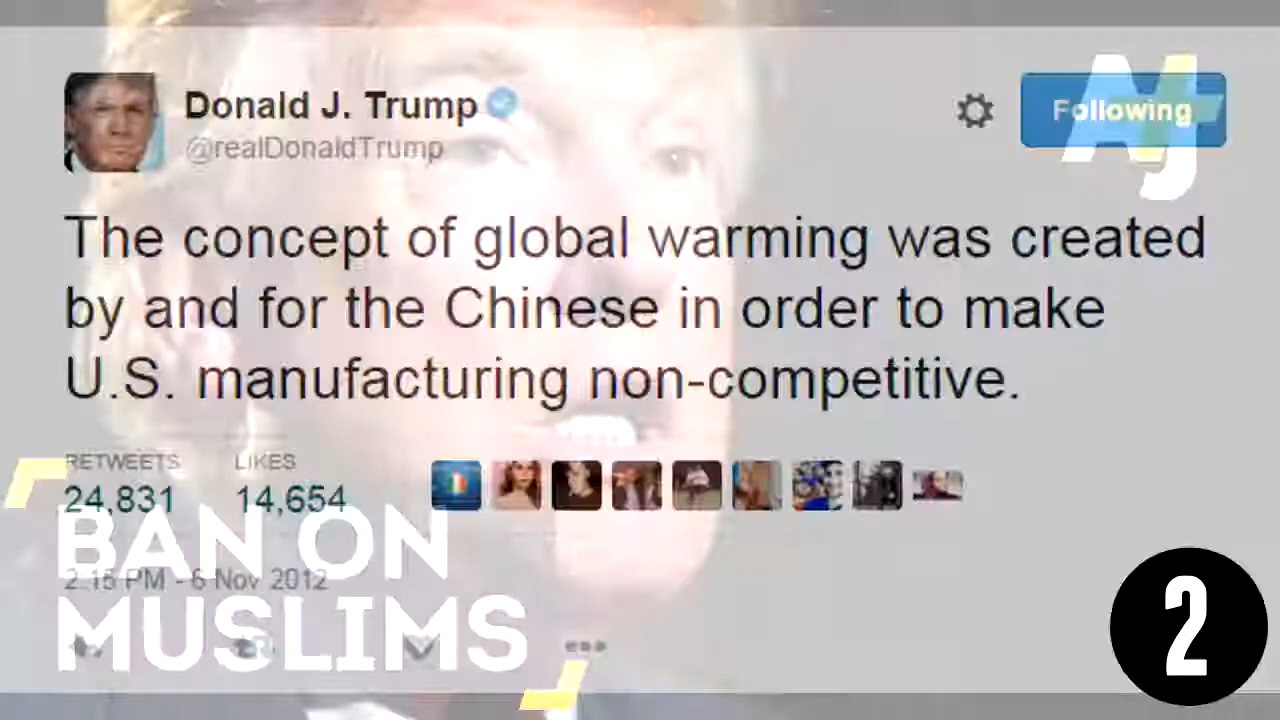 Donald J. Trump
@realDonaldTrump
Following
AJ+
The concept of global warming was created
by and for the Chinese in order to make
U.S. manufacturing non-competitive.
RETWEETS LIKES
24,831 14,654
2:15 PM - 6 Nov 2012
BAN ON
MUSLIMS
2